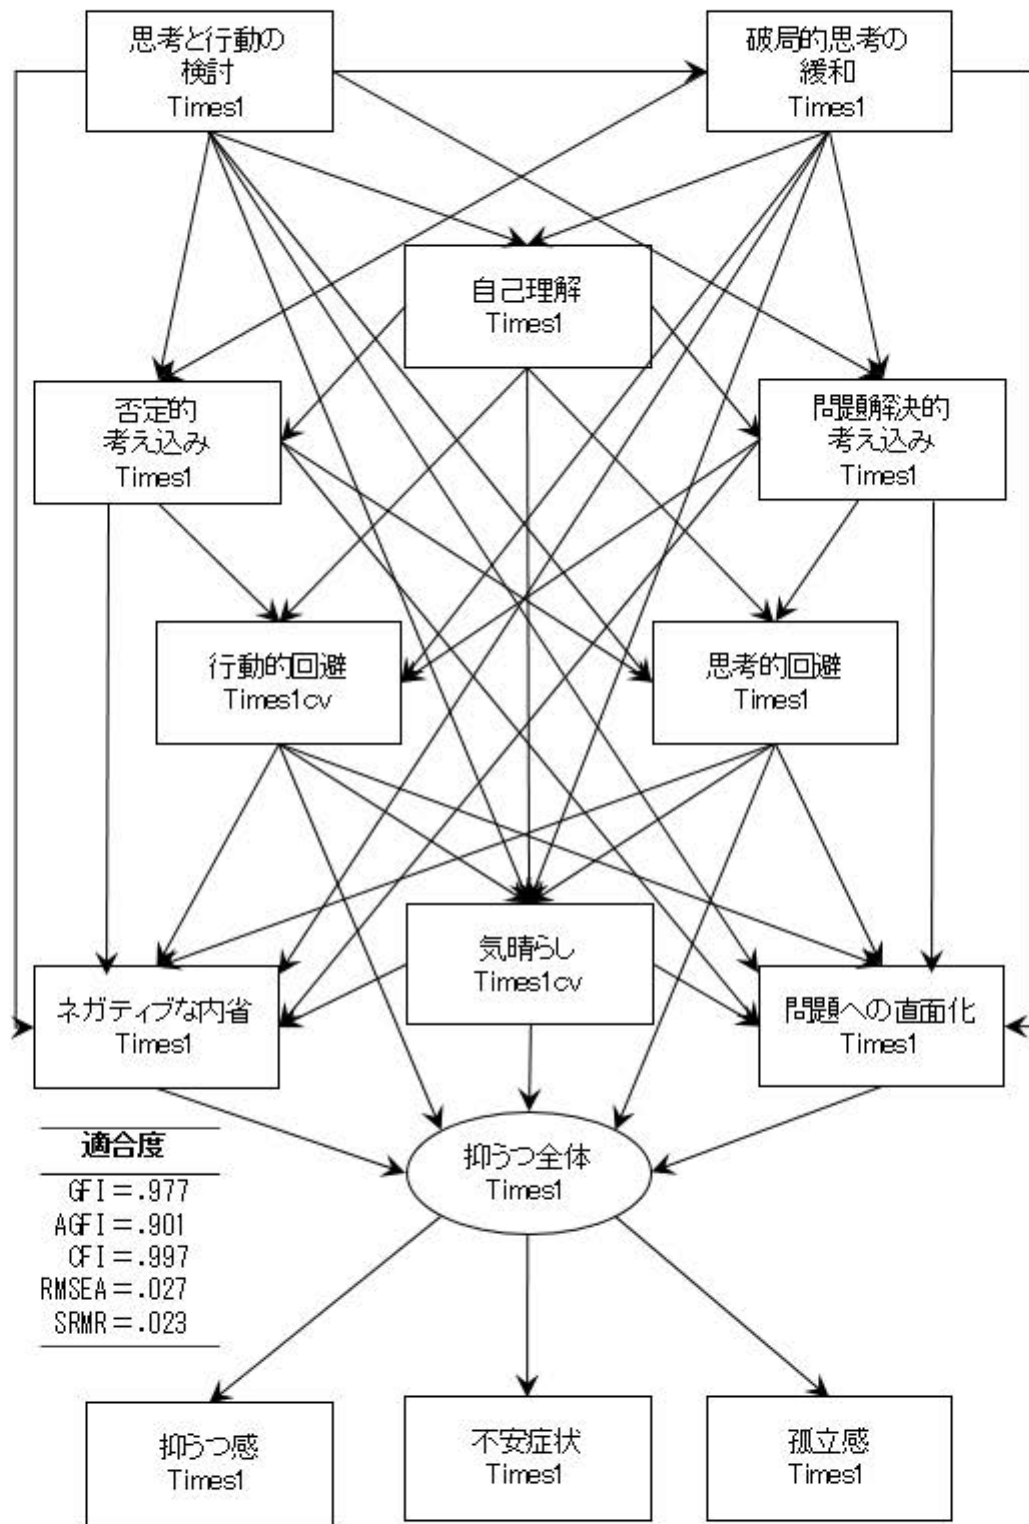 思考と行動の
検討
Times1
破局的思考の
緩和
Times1
自己理解
Times1
否定的
考え込み
Times1
問題解決的
考え込み
Times1
行動的回避
Times1cv
思考的回避
Times1
気晴らし
Times1cv
ネガティブな内省
Times1
問題への直面化
Times1
抑うつ全体
Times1
適合度
GFI=.977
AGFI=.901
CFI=.997
RMSEA=.027
SRMR=.023
抑うつ感
Times1
不安症状
Times1
孤立感
Times1